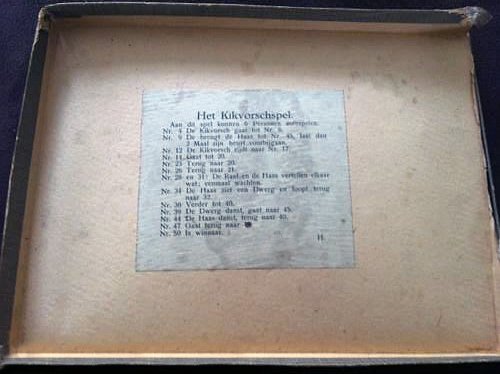 Het Kikvorschspel.
Aan dit spel kunnen 6 Personen meespelen.
Nr. 4 De Kikvorsch gaat tot Nr. 8.
Nr. 9 De brengt de Haas tot Nr. 45, laat dan
2 Maal zijn beurt voorbijgaan.
Nr. 12 De Kikvorsch rijdt naar Nr. 17.
Nr. Gaat tot 20.
Nr. 23 Terug naar 20.
Nr. 26 Terug naar 21.
Nr. 28 en 31: De Raaf en de Haas vertellen elkaar
wat; eenmaal wachten.
Nr. 34 De Haas ziet een Dwerg en loopt terug
naar 32.
Nr. 36 Verder tot 40.
Nr. 39 De Dwerg danst, gaat naar 45.
Nr. 44 De Haas danst, terug naar 40.
Nr. 47 Gaat terug naar
Nr. 50 Is winnaar.
H.